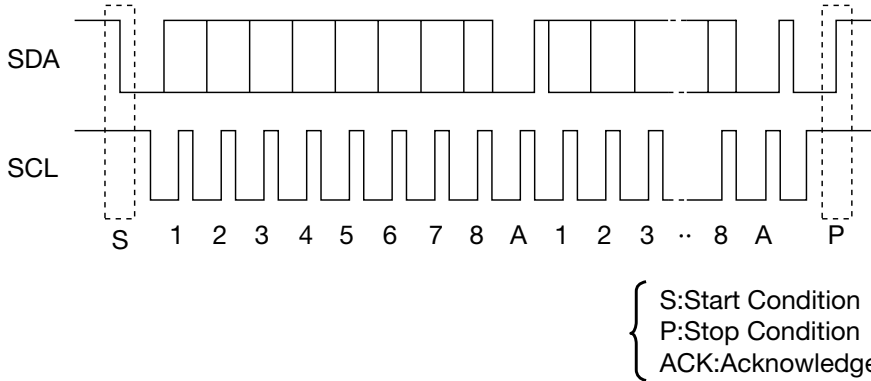 SDA
SCL
S 1 2 3 4 5 6 7 8 A 1 2 3 ·· 8 A P
S:Start Condition
P:Stop Condition
ACK:Acknowledge